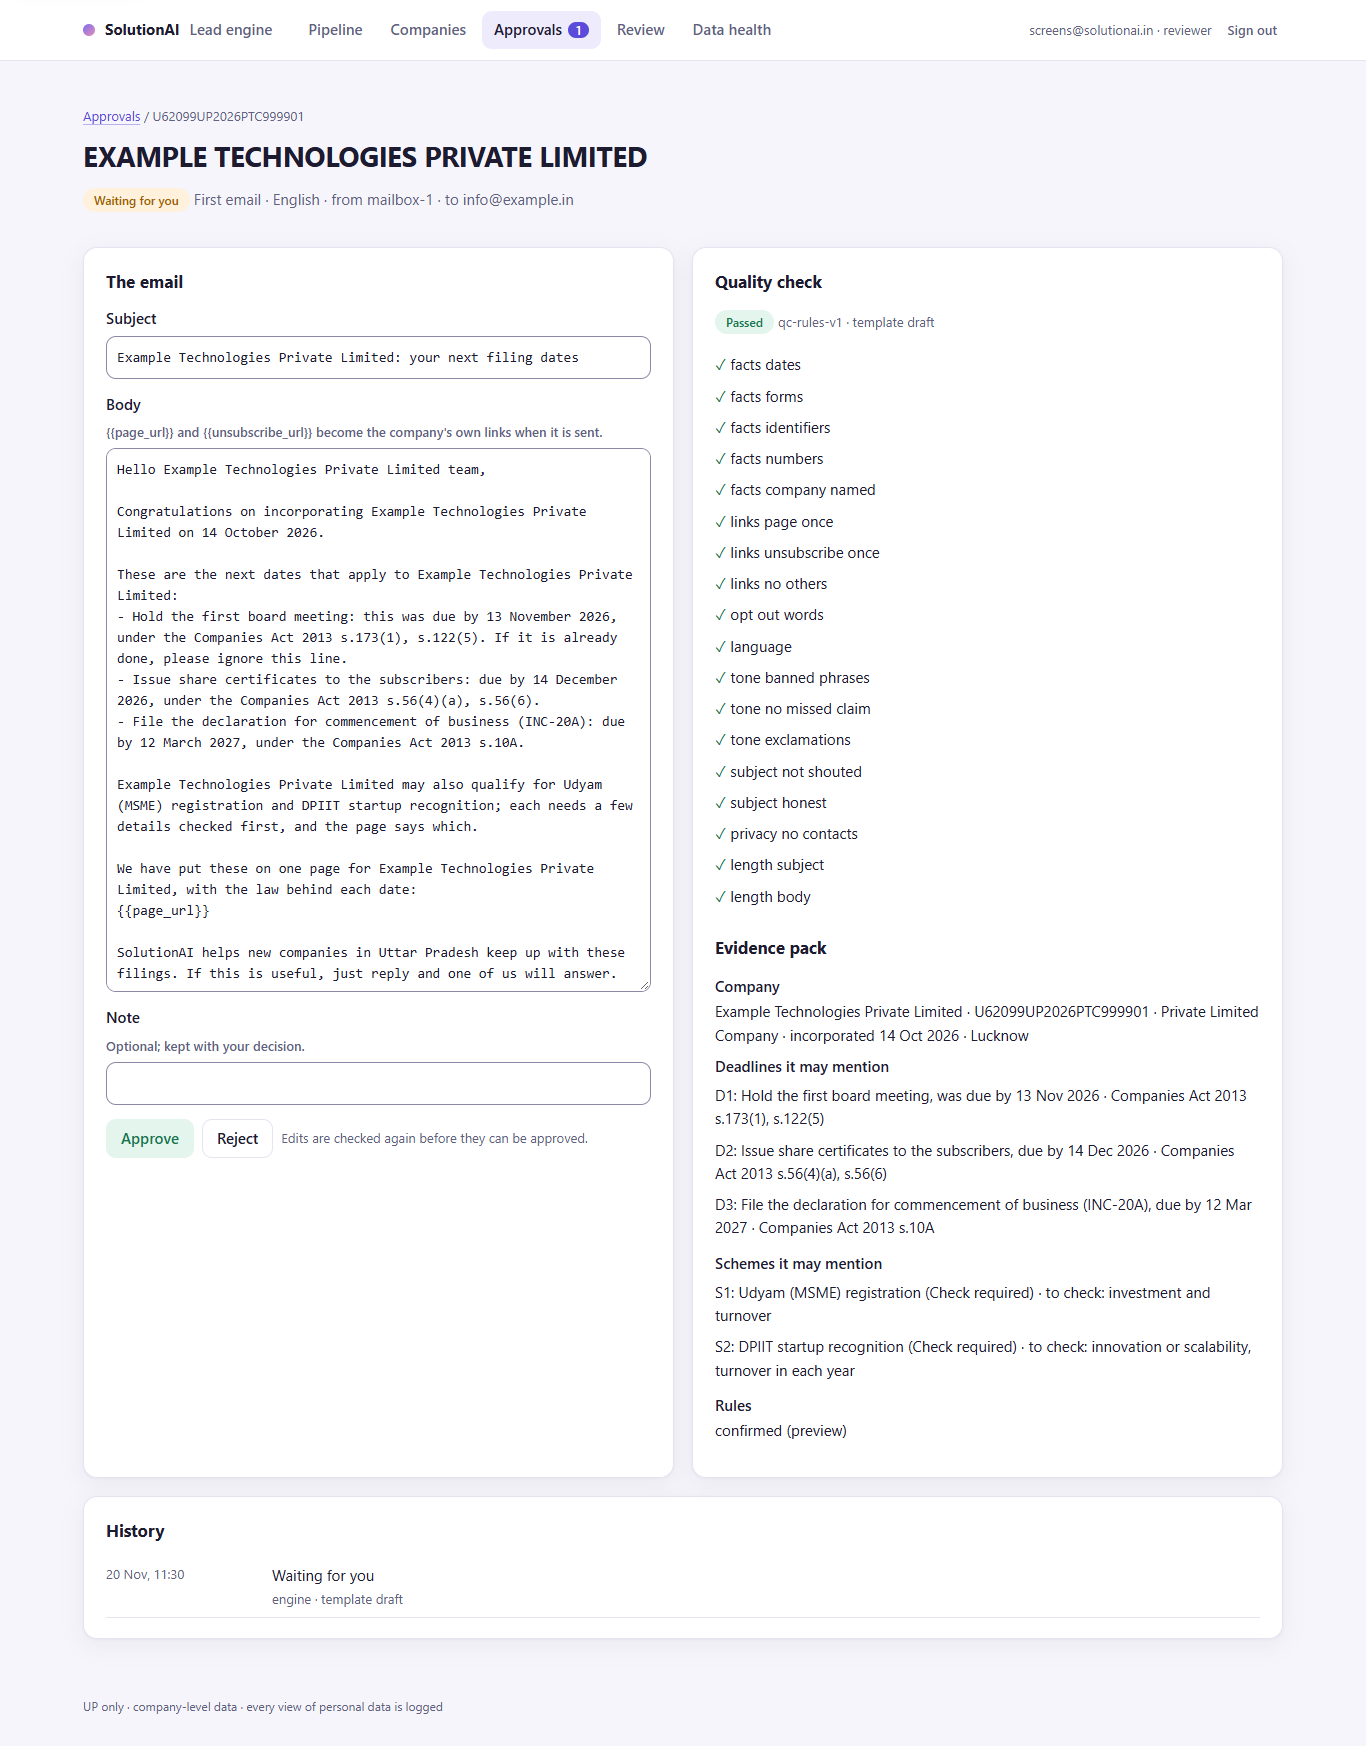 SolutionAI Lead engine Pipeline Companies Approvals 1 Review Data health screens@solutionai.in · reviewer Sign out
Approvals / U62099UP2026PTC999901
EXAMPLE TECHNOLOGIES PRIVATE LIMITED
Waiting for you First email · English · from mailbox-1 · to info@example.in
The email
Subject
Example Technologies Private Limited: your next filing dates
Body
{{page_url}} and {{unsubscribe_url}} become the company's own links when it is sent.
Hello Example Technologies Private Limited team,
Congratulations on incorporating Example Technologies Private
Limited on 14 October 2026.
These are the next dates that apply to Example Technologies Private
Limited:
- Hold the first board meeting: this was due by 13 November 2026,
under the Companies Act 2013 s.173(1), s.122(5). If it is already
done, please ignore this line.
- Issue share certificates to the subscribers: due by 14 December
2026, under the Companies Act 2013 s.56(4)(a), s.56(6).
- File the declaration for commencement of business (INC-20A): due
by 12 March 2027, under the Companies Act 2013 s.10A.
Example Technologies Private Limited may also qualify for Udyam
(MSME) registration and DPIIT startup recognition; each needs a few
details checked first, and the page says which.
We have put these on one page for Example Technologies Private
Limited, with the law behind each date:
{{page_url}}
SolutionAI helps new companies in Uttar Pradesh keep up with these
filings. If this is useful, just reply and one of us will answer.
Note
Optional; kept with your decision.
Approve Reject Edits are checked again before they can be approved.
Quality check
Passed qc-rules-v1 · template draft
✓ facts dates
✓ facts forms
✓ facts identifiers
✓ facts numbers
✓ facts company named
✓ links page once
✓ links unsubscribe once
✓ links no others
✓ opt out words
✓ language
✓ tone banned phrases
✓ tone no missed claim
✓ tone exclamations
✓ subject not shouted
✓ subject honest
✓ privacy no contacts
✓ length subject
✓ length body
Evidence pack
Company
Example Technologies Private Limited · U62099UP2026PTC999901 · Private Limited
Company · incorporated 14 Oct 2026 · Lucknow
Deadlines it may mention
D1: Hold the first board meeting, was due by 13 Nov 2026 · Companies Act 2013
s.173(1), s.122(5)
D2: Issue share certificates to the subscribers, due by 14 Dec 2026 · Companies
Act 2013 s.56(4)(a), s.56(6)
D3: File the declaration for commencement of business (INC-20A), due by 12 Mar
2027 · Companies Act 2013 s.10A
Schemes it may mention
S1: Udyam (MSME) registration (Check required) · to check: investment and
turnover
S2: DPIIT startup recognition (Check required) · to check: innovation or scalability,
turnover in each year
Rules
confirmed (preview)
History
20 Nov, 11:30 Waiting for you
engine · template draft
UP only · company-level data · every view of personal data is logged